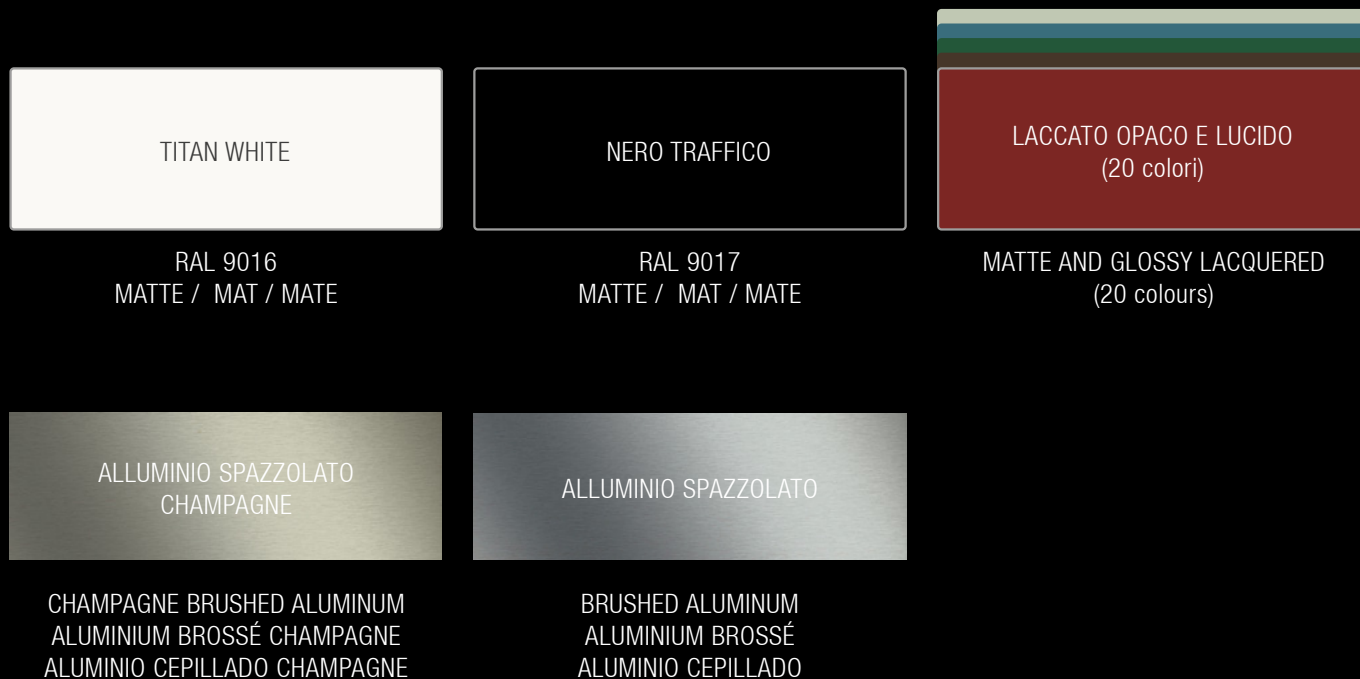 TITAN WHITE
RAL 9016
MATTE /  MAT / MATE
NERO TRAFFICO
RAL 9017
MATTE /  MAT / MATE
LACCATO OPACO E LUCIDO
(20 colori)
MATTE AND GLOSSY LACQUERED
(20 colours)
ALLUMINIO SPAZZOLATO
CHAMPAGNE
CHAMPAGNE BRUSHED ALUMINUM
ALUMINIUM BROSSÉ CHAMPAGNE
ALUMINIO CEPILLADO CHAMPAGNE
ALLUMINIO SPAZZOLATO
BRUSHED ALUMINUM
ALUMINIUM BROSSÉ
ALUMINIO CEPILLADO